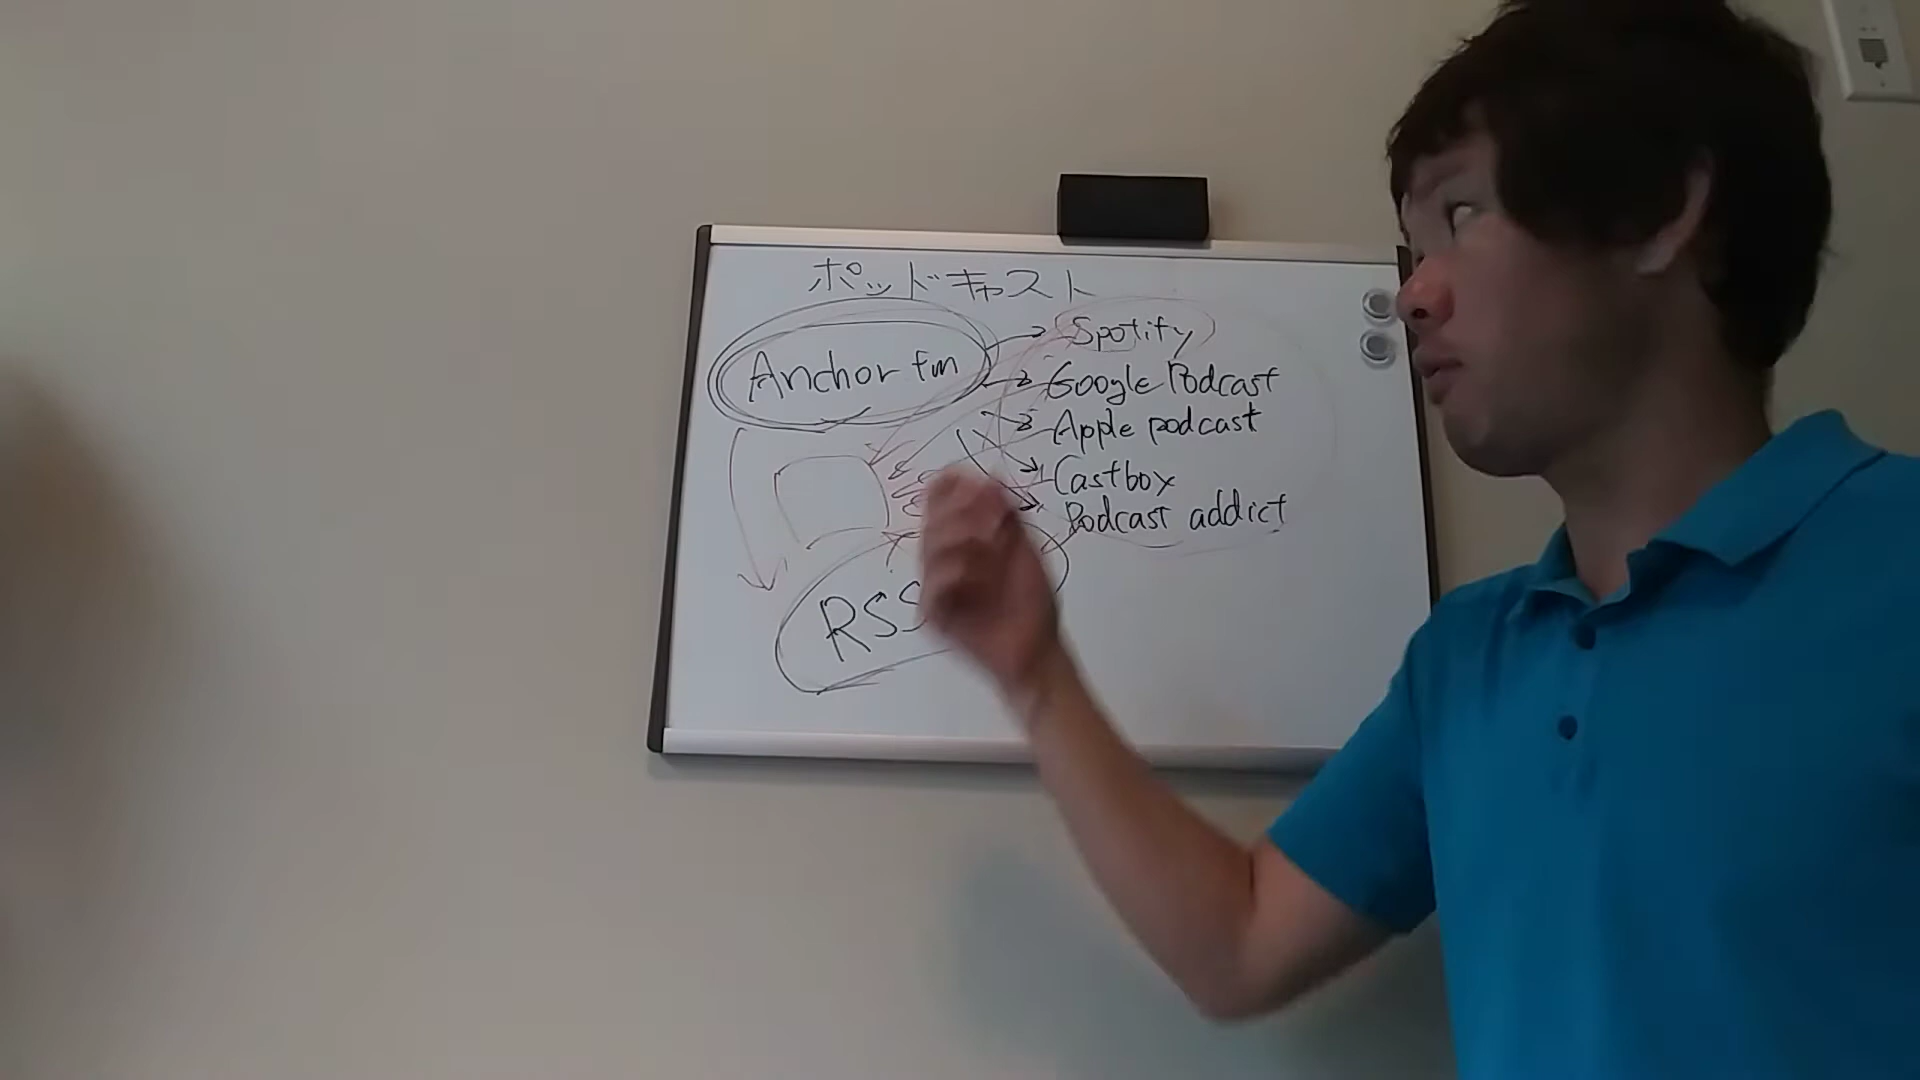 ポッドキャスト
Anchor fm
Spotify
Google Podcast
Apple podcast
Castbox
Podcast addict
RSS